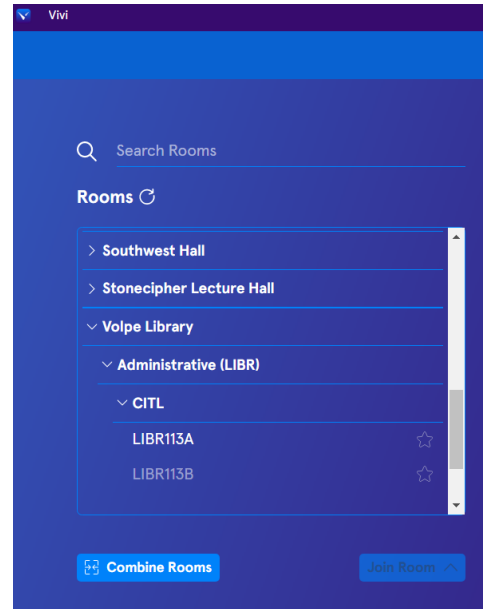 Vivi
Search Rooms
Rooms
Southwest Hall
Stonecipher Lecture Hall
Volpe Library
Administrative (LIBR)
CITL
LIBR113A
LIBR113B
Combine Rooms
Join Room